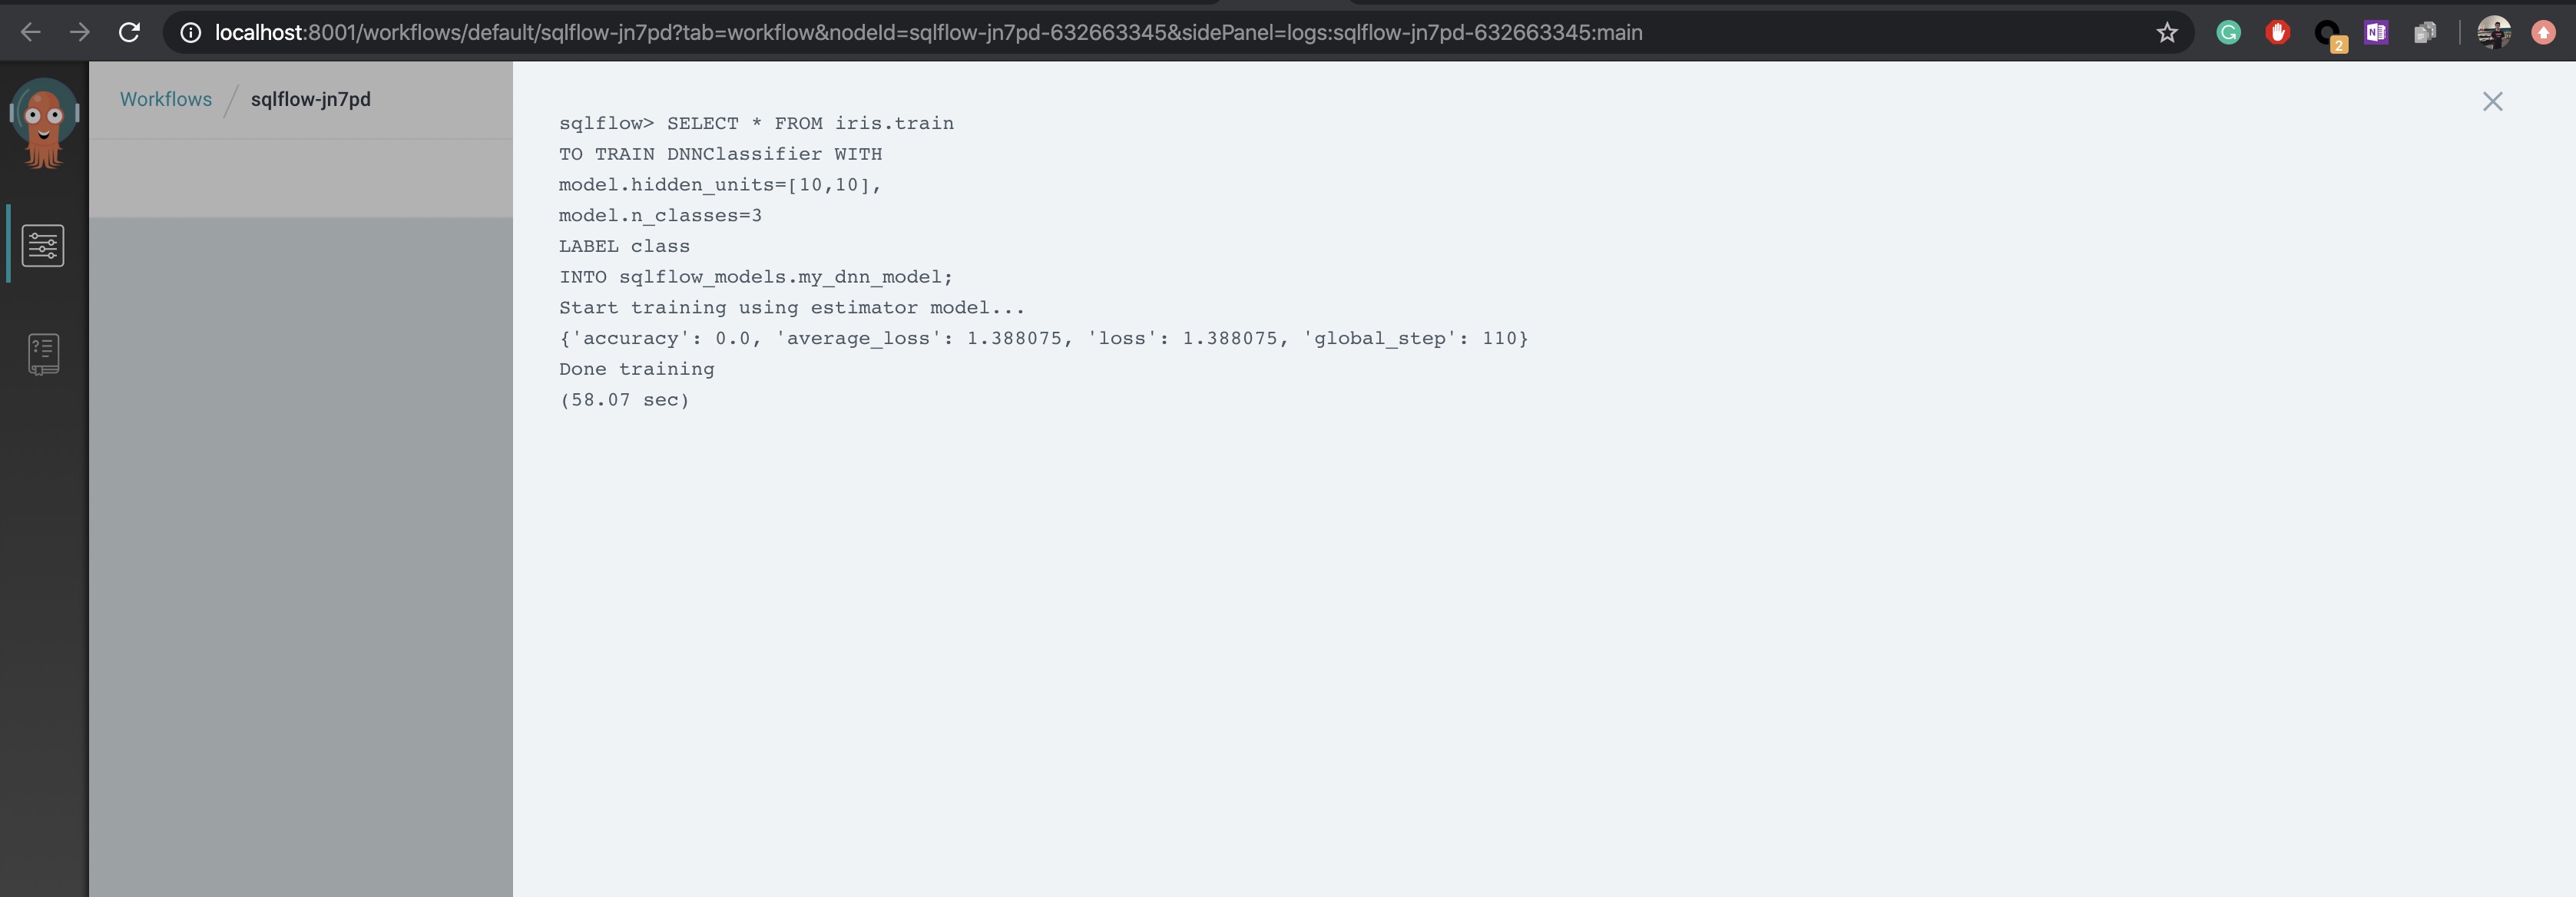 localhost:8001/workflows/default/sqlflow-jn7pd?tab=workflow&nodeId=sqlflow-jn7pd-632663345&sidePanel=logs:sqlflow-jn7pd-632663345:main
2
N
Workflows / sqlflow-jn7pd
sqlflow> SELECT * FROM iris.train
TO TRAIN DNNClassifier WITH
model.hidden_units=[10,10],
model.n_classes=3
LABEL class
INTO sqlflow_models.my_dnn_model;
Start training using estimator model...
{'accuracy': 0.0, 'average_loss': 1.388075, 'loss': 1.388075, 'global_step': 110}
Done training
(58.07 sec)